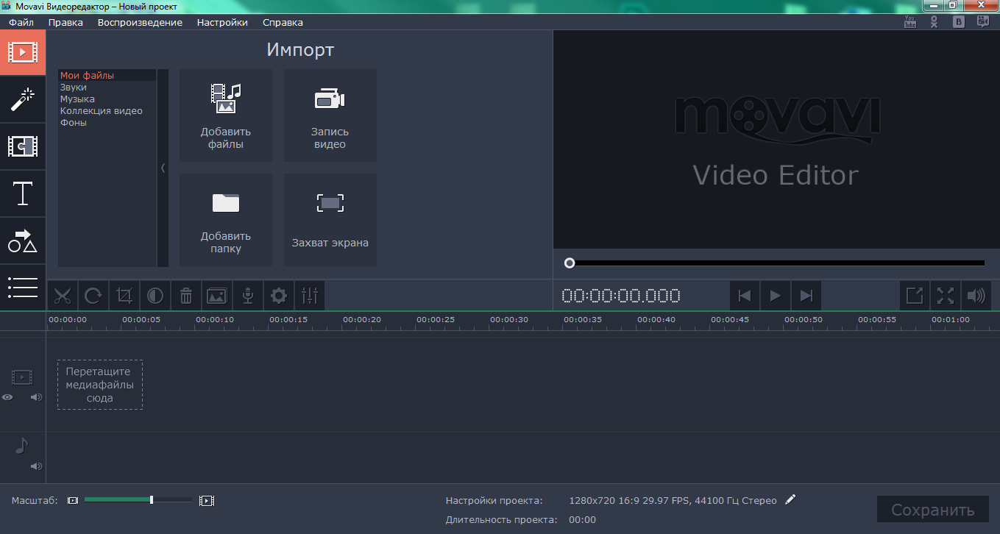 Movavi Видеоредактор – Новый проект
Файл Правка Воспроизведение Настройки Справка
You Tube
B
Импорт
Мои файлы
Звуки
Музыка
Коллекция видео
Фоны
Добавить
файлы
Запись
видео
Добавить
папку
Захват экрана
movavi
Video Editor
T
00:00:00.000
00:00:00 00:00:05 00:00:10 00:00:15 00:00:20 00:00:25 00:00:30 00:00:35 00:00:40 00:00:45 00:00:50 00:00:55 00:01:00
Перетащите
медиафайлы
сюда
Масштаб:
Настройки проекта: 1280x720 16:9 29.97 FPS, 44100 Гц Стерео
Длительность проекта: 00:00
Сохранить